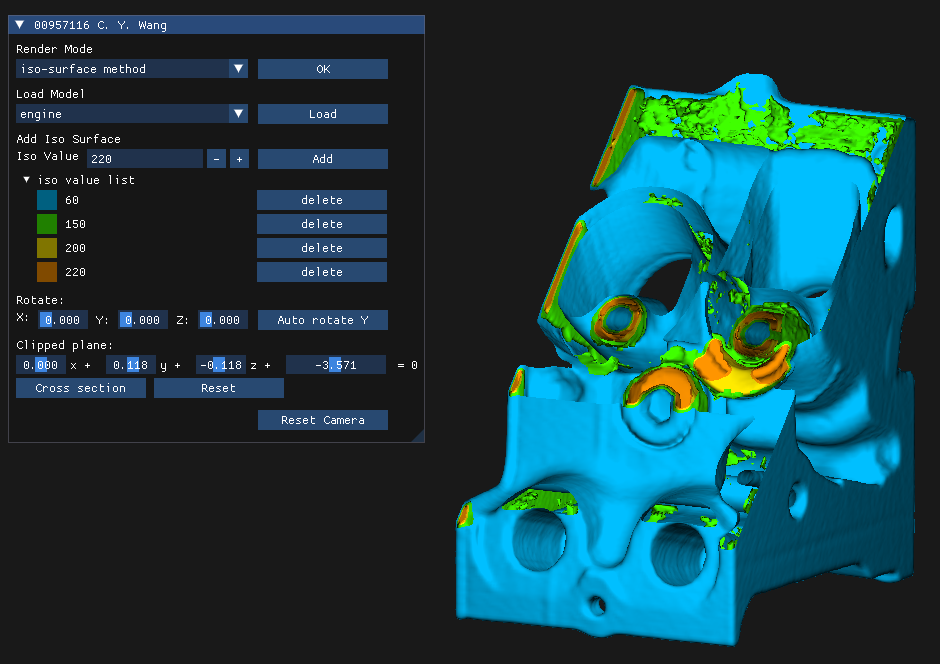 00957116 C. Y. Wang
Render Mode
iso-surface method OK
Load Model
engine Load
Add Iso Surface
Iso Value 220 - + Add
iso value list
60 delete
150 delete
200 delete
220 delete
Rotate:
X: 0.000 Y: 0.000 Z: 0.000 Auto rotate Y
Clipped plane:
0.000 x + 0.118 y + -0.118 z + -3.571 = 0
Cross section Reset
Reset Camera